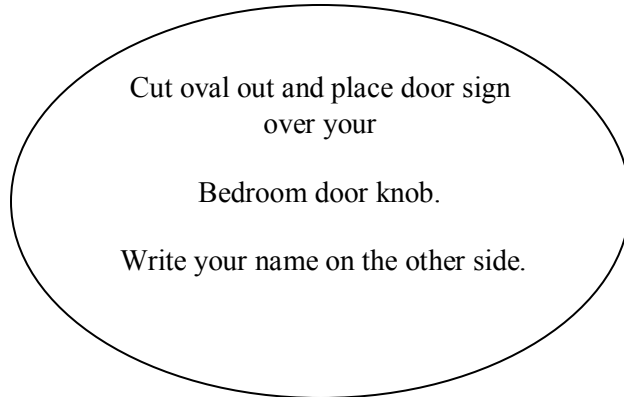 Cut oval out and place door sign
over your
Bedroom door knob.
Write your name on the other side.